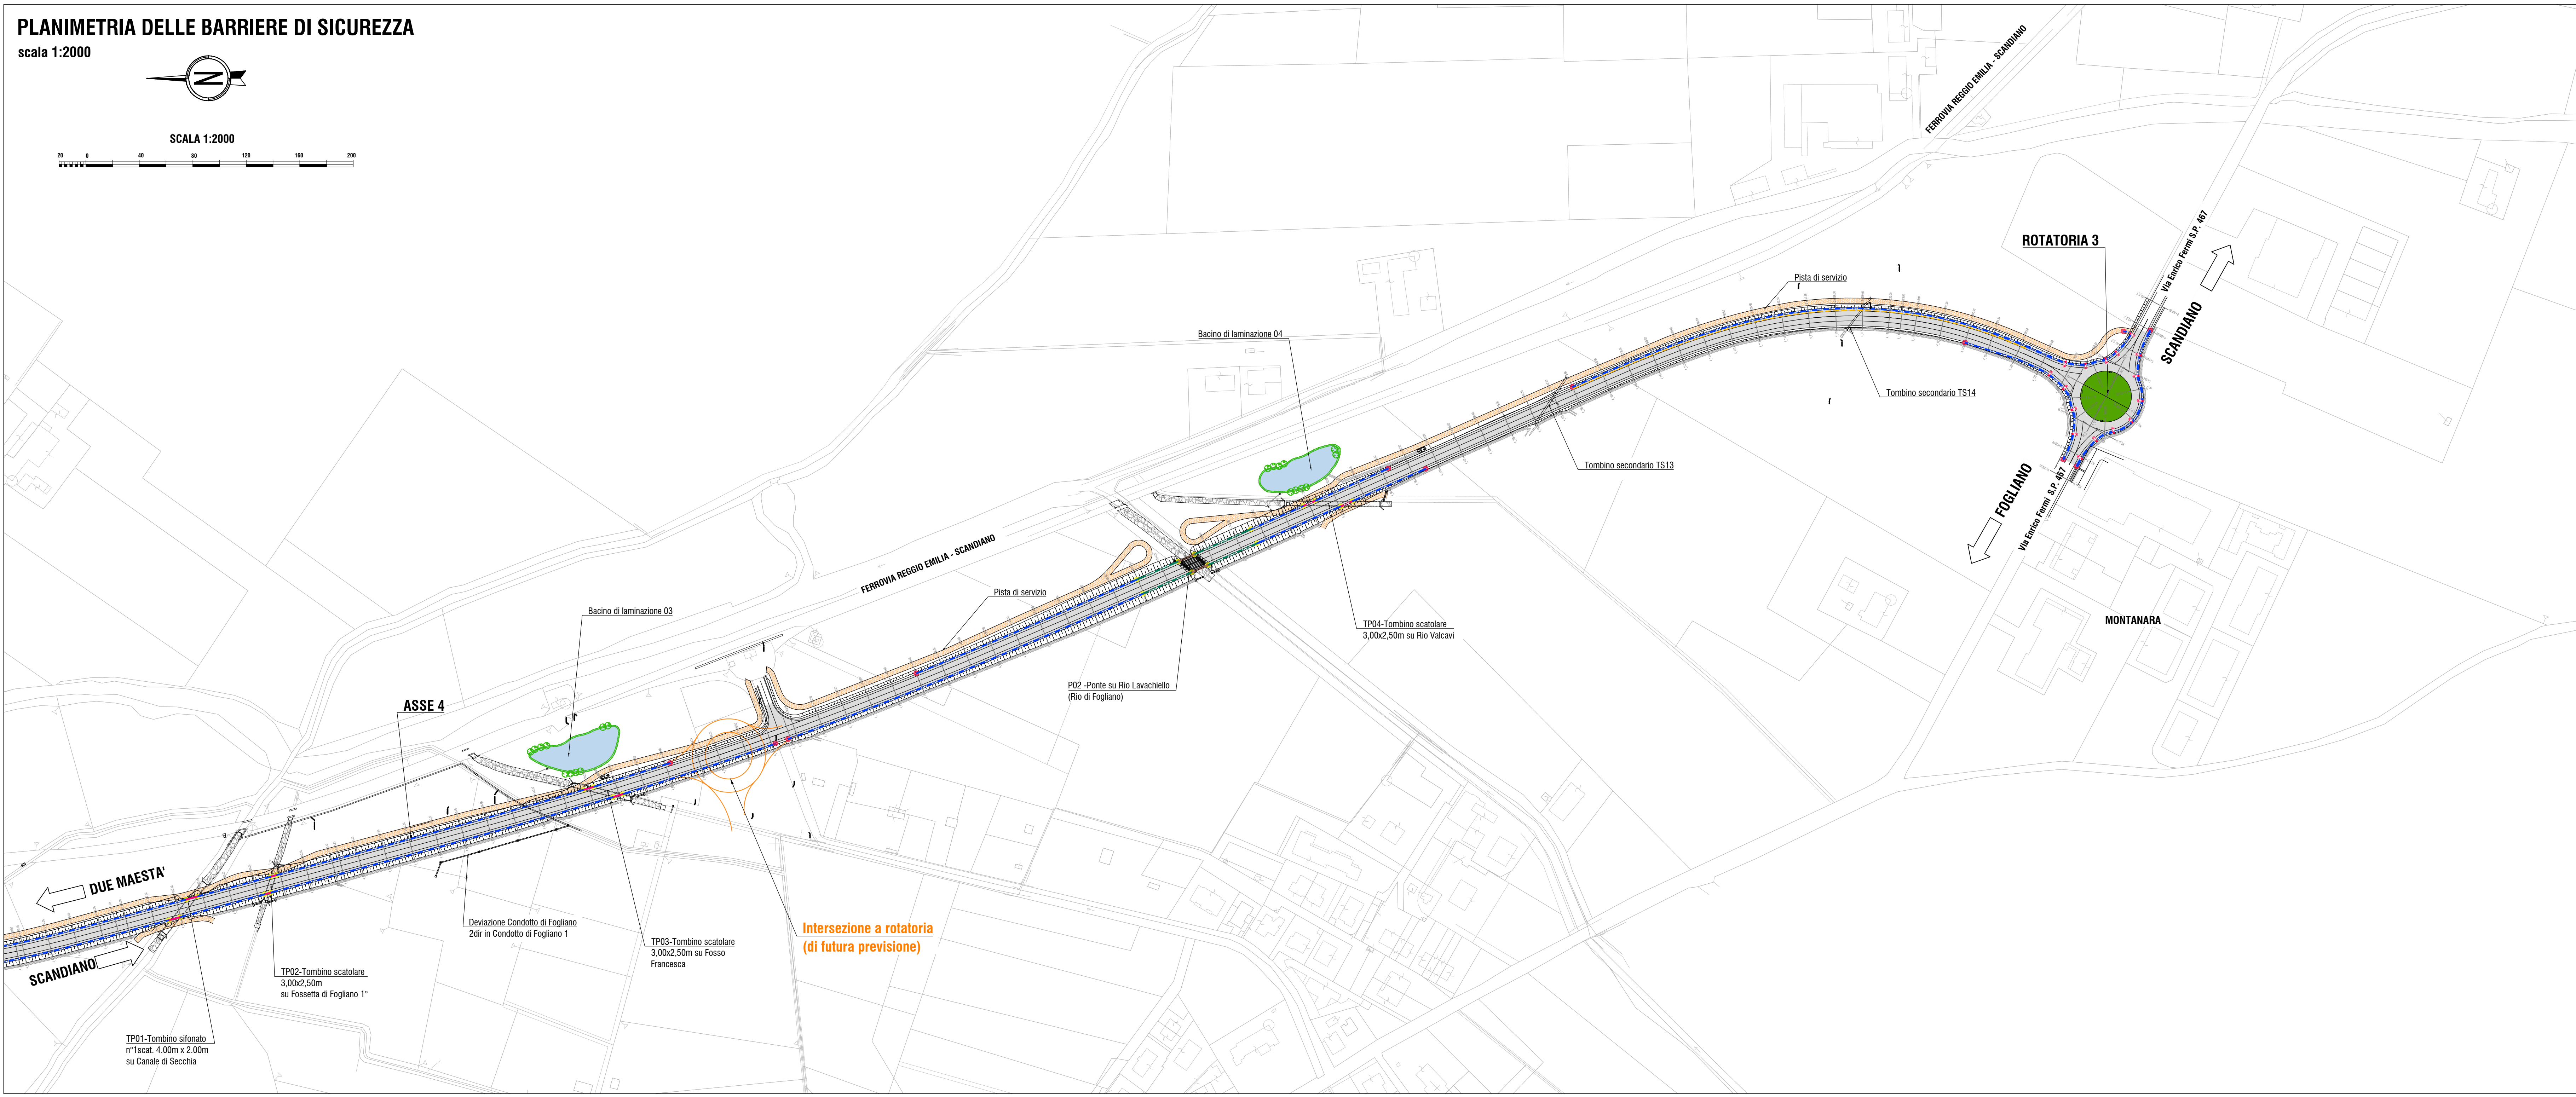 PLANIMETRIA DELLE BARRIERE DI SICUREZZA
scala 1:2000
N
SCALA 1:2000
20 0 40 80 120 160 200
FERROVIA REGGIO EMILIA - SCANDIANO
ROTATORIA 3
Via Enrico Fermi S.P. 467
SCANDIANO
Pista di servizio
Bacino di laminazione 04
Tombino secondario TS14
Tombino secondario TS13
FOGLIANO
Via Enrico Fermi S.P. 467
MONTANARA
FERROVIA REGGIO EMILIA - SCANDIANO
Pista di servizio
Bacino di laminazione 03
TP04-Tombino scatolare
3,00x2,50m su Rio Valcavi
P02 -Ponte su Rio Lavachiello
(Rio di Fogliano)
ASSE 4
DUE MAESTA'
SCANDIANO
Deviazione Condotto di Fogliano
2dir in Condotto di Fogliano 1
Intersezione a rotatoria
(di futura previsione)
TP03-Tombino scatolare
3,00x2,50m su Fosso
Francesca
TP02-Tombino scatolare
3,00x2,50m
su Fossetta di Fogliano 1°
TP01-Tombino sifonato
n°1scat. 4.00m x 2.00m
su Canale di Secchia